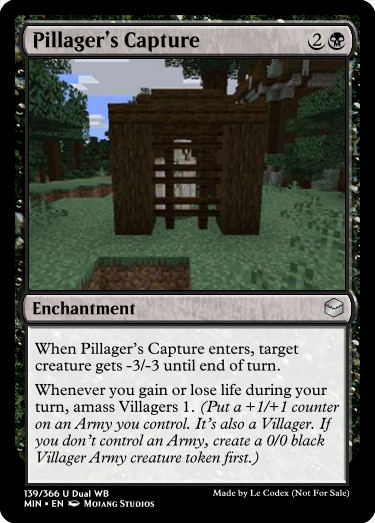 Pillager's Capture 2
Enchantment
When Pillager's Capture enters, target
creature gets -3/-3 until end of turn.
Whenever you gain or lose life during your
turn, amass Villagers 1. (Put a +1/+1 counter
on an Army you control. It's also a Villager. If
you don't control an Army, create a 0/0 black
Villager Army creature token first.)
139/366 U Dual WB
MIN • EN Mojang Studios
Made by Le Codex (Not For Sale)